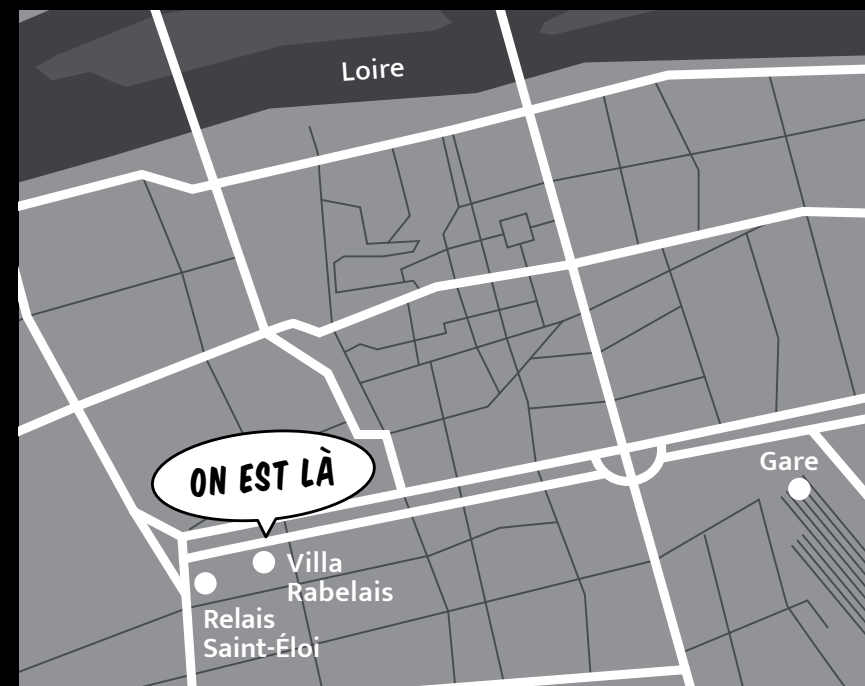 Loire
Gare
ON EST LÀ
Villa
Rabelais
Relais
Saint-Éloi